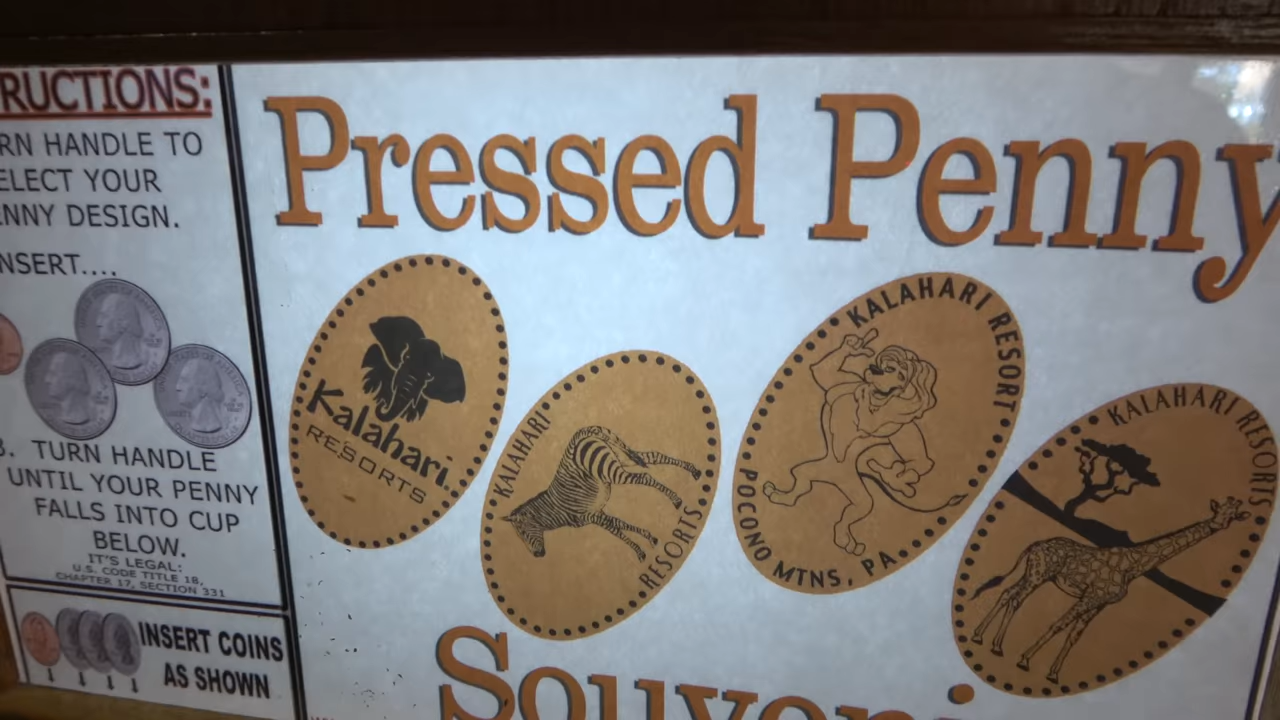 RUCTIONS:
RN HANDLE TO
ELECT YOUR
ENNY DESIGN.
NSERT....
3. TURN HANDLE
UNTIL YOUR PENNY
FALLS INTO CUP
BELOW.
IT'S LEGAL:
U.S. CODE TITLE 18,
CHAPTER 17, SECTION 331
INSERT COINS
AS SHOWN
Pressed Penny
Kalahari
RESORTS
KALAHARI
RESORTS
KALAHARI RESORT
POCONO MTNS, PA.
KALAHARI RESORTS
Souveni